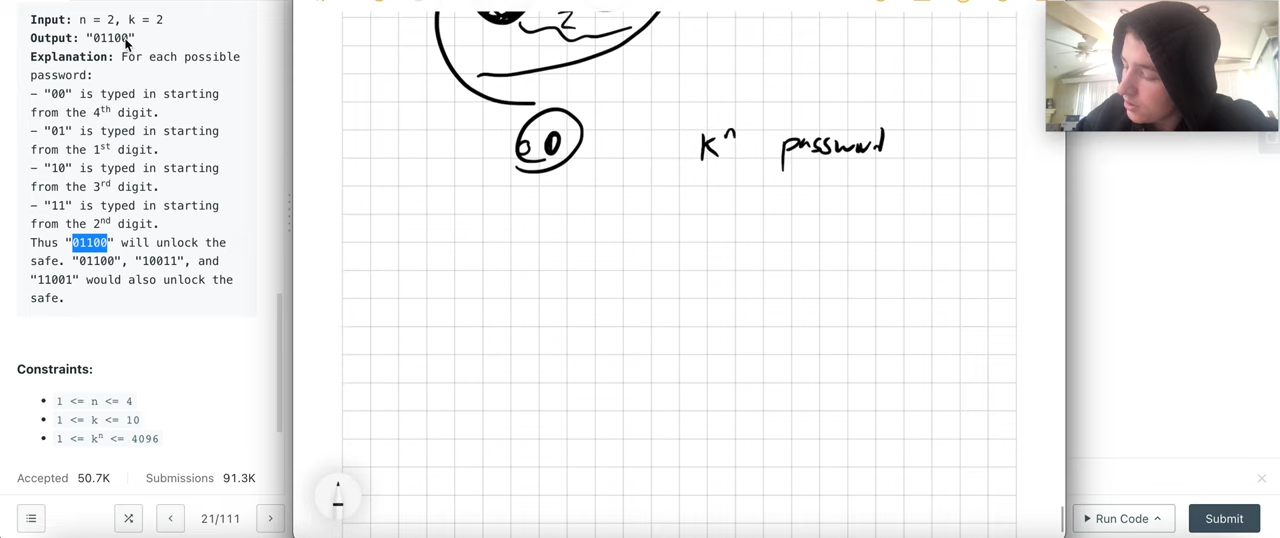 Input: n = 2, k = 2
Output: "01100"
Explanation: For each possible
password:
- "00" is typed in starting
from the 4th digit.
- "01" is typed in starting
from the 1st digit.
- "10" is typed in starting
from the 3rd digit.
- "11" is typed in starting
from the 2nd digit.
Thus "01100" will unlock the
safe. "01100", "10011", and
"11001" would also unlock the
safe.
Constraints:
1 <= n <= 4
1 <= k <= 10
1 <= kⁿ <= 4096
Accepted 50.7K Submissions 91.3K
21/111
2
00
kⁿ password
Run Code
Submit